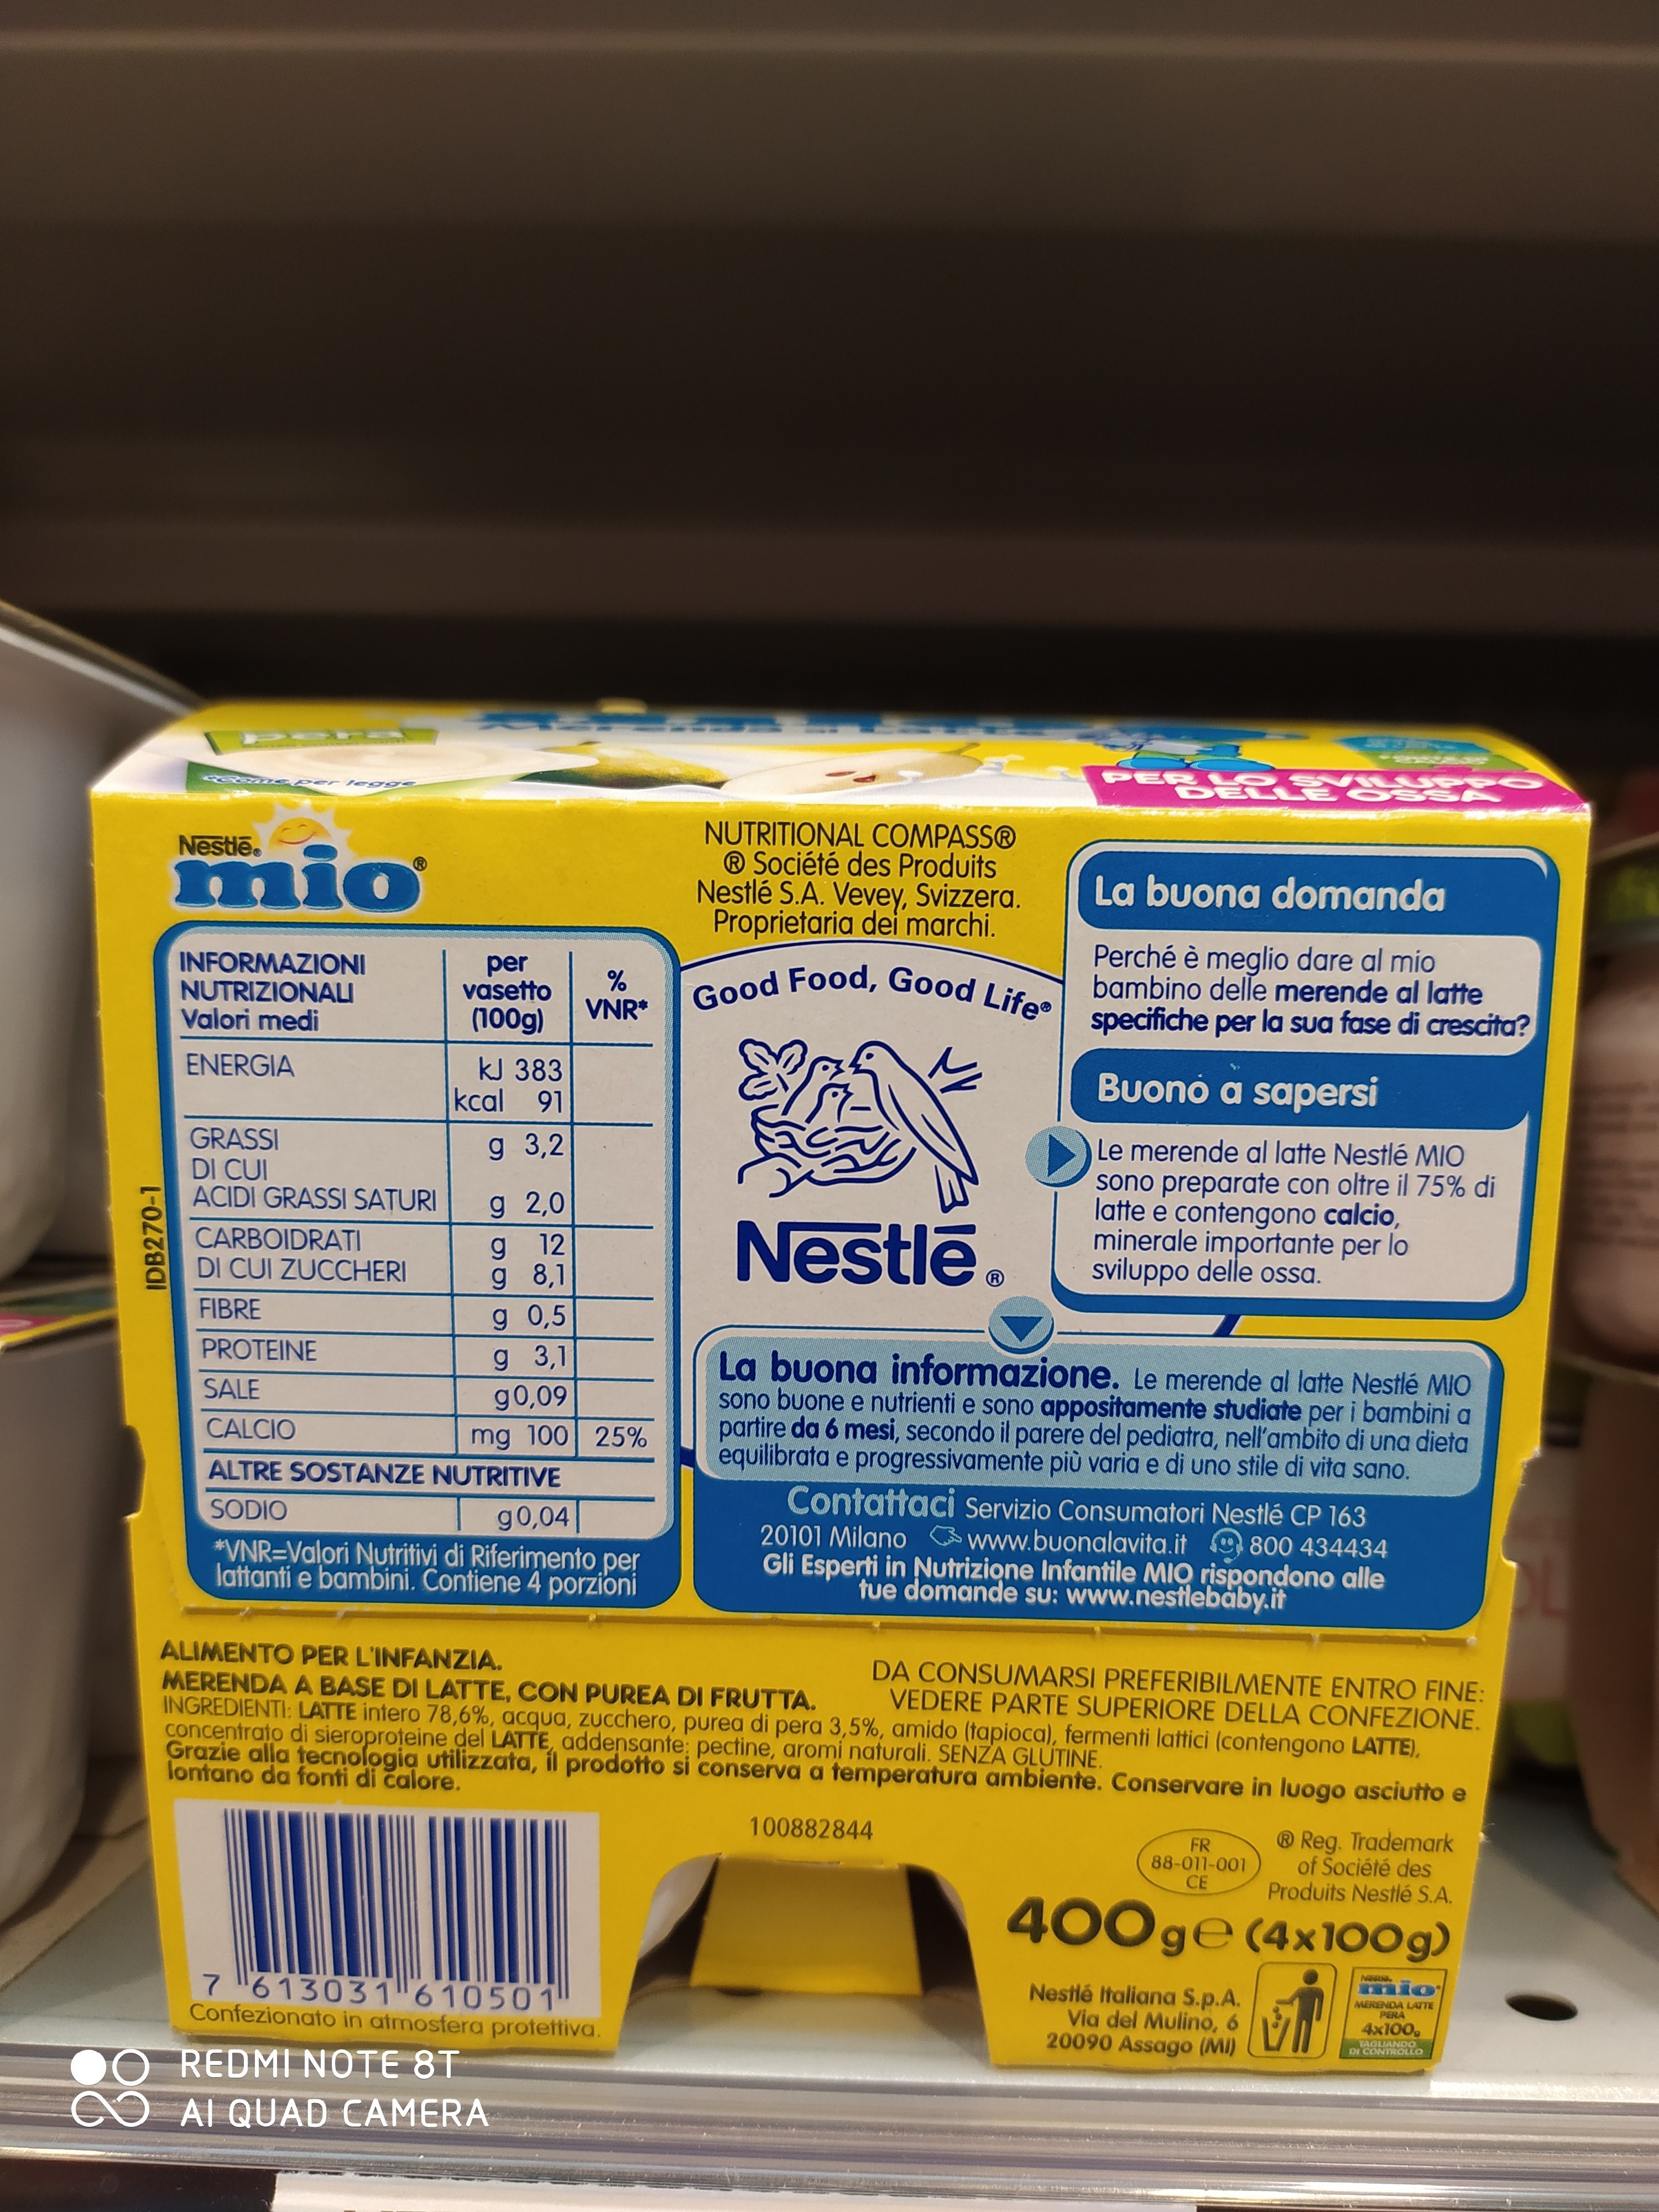 pera
*Come per legge
Merenda al Latte
PER LO SVILUPPO
DELLE OSSA
Nestlé®
mio®
INFORMAZIONI
NUTRIZIONALI
Valori medi
per
vasetto
(100g)
%
VNR*
ENERGIA kJ 383
kcal 91
GRASSI g 3,2
DI CUI
ACIDI GRASSI SATURI g 2,0
CARBOIDRATI g 12
DI CUI ZUCCHERI g 8,1
FIBRE g 0,5
PROTEINE g 3,1
SALE g 0,09
CALCIO mg 100 25%
ALTRE SOSTANZE NUTRITIVE
SODIO g 0,04
*VNR=Valori Nutritivi di Riferimento per
lattanti e bambini. Contiene 4 porzioni
IDB270-1
NUTRITIONAL COMPASS®
® Société des Produits
Nestlé S.A. Vevey, Svizzera.
Proprietaria dei marchi.
Good Food, Good Life®
Nestlé®
La buona domanda
Perché è meglio dare al mio
bambino delle merende al latte
specifiche per la sua fase di crescita?
Buono a sapersi
Le merende al latte Nestlé MIO
sono preparate con oltre il 75% di
latte e contengono calcio,
minerale importante per lo
sviluppo delle ossa.
La buona informazione. Le merende al latte Nestlé MIO
sono buone e nutrienti e sono appositamente studiate per i bambini a
partire da 6 mesi, secondo il parere del pediatra, nell'ambito di una dieta
equilibrata e progressivamente più varia e di uno stile di vita sano.
Contattaci Servizio Consumatori Nestlé CP 163
20101 Milano www.buonalavita.it 800 434434
Gli Esperti in Nutrizione Infantile MIO rispondono alle
tue domande su: www.nestlebaby.it
ALIMENTO PER L'INFANZIA.
MERENDA A BASE DI LATTE, CON PUREA DI FRUTTA.
DA CONSUMARSI PREFERIBILMENTE ENTRO FINE:
VEDERE PARTE SUPERIORE DELLA CONFEZIONE.
INGREDIENTI: LATTE intero 78,6%, acqua, zucchero, purea di pera 3,5%, amido (tapioca), fermenti lattici (contengono LATTE),
concentrato di sieroproteine del LATTE, addensante: pectine, aromi naturali. SENZA GLUTINE.
Grazie alla tecnologia utilizzata, il prodotto si conserva a temperatura ambiente. Conservare in luogo asciutto e
lontano da fonti di calore.
7 613031 610501
Confezionato in atmosfera protettiva.
100882844
FR
88-011-001
CE
® Reg. Trademark
of Société des
Produits Nestlé S.A.
400g e (4x100g)
Nestlé Italiana S.p.A.
Via del Mulino, 6
20090 Assago (MI)
Nestlé
mio
MERENDA LATTE
PERA
4x100g
TAGLIANDO
DI CONTROLLO
REDMI NOTE 8T
AI QUAD CAMERA